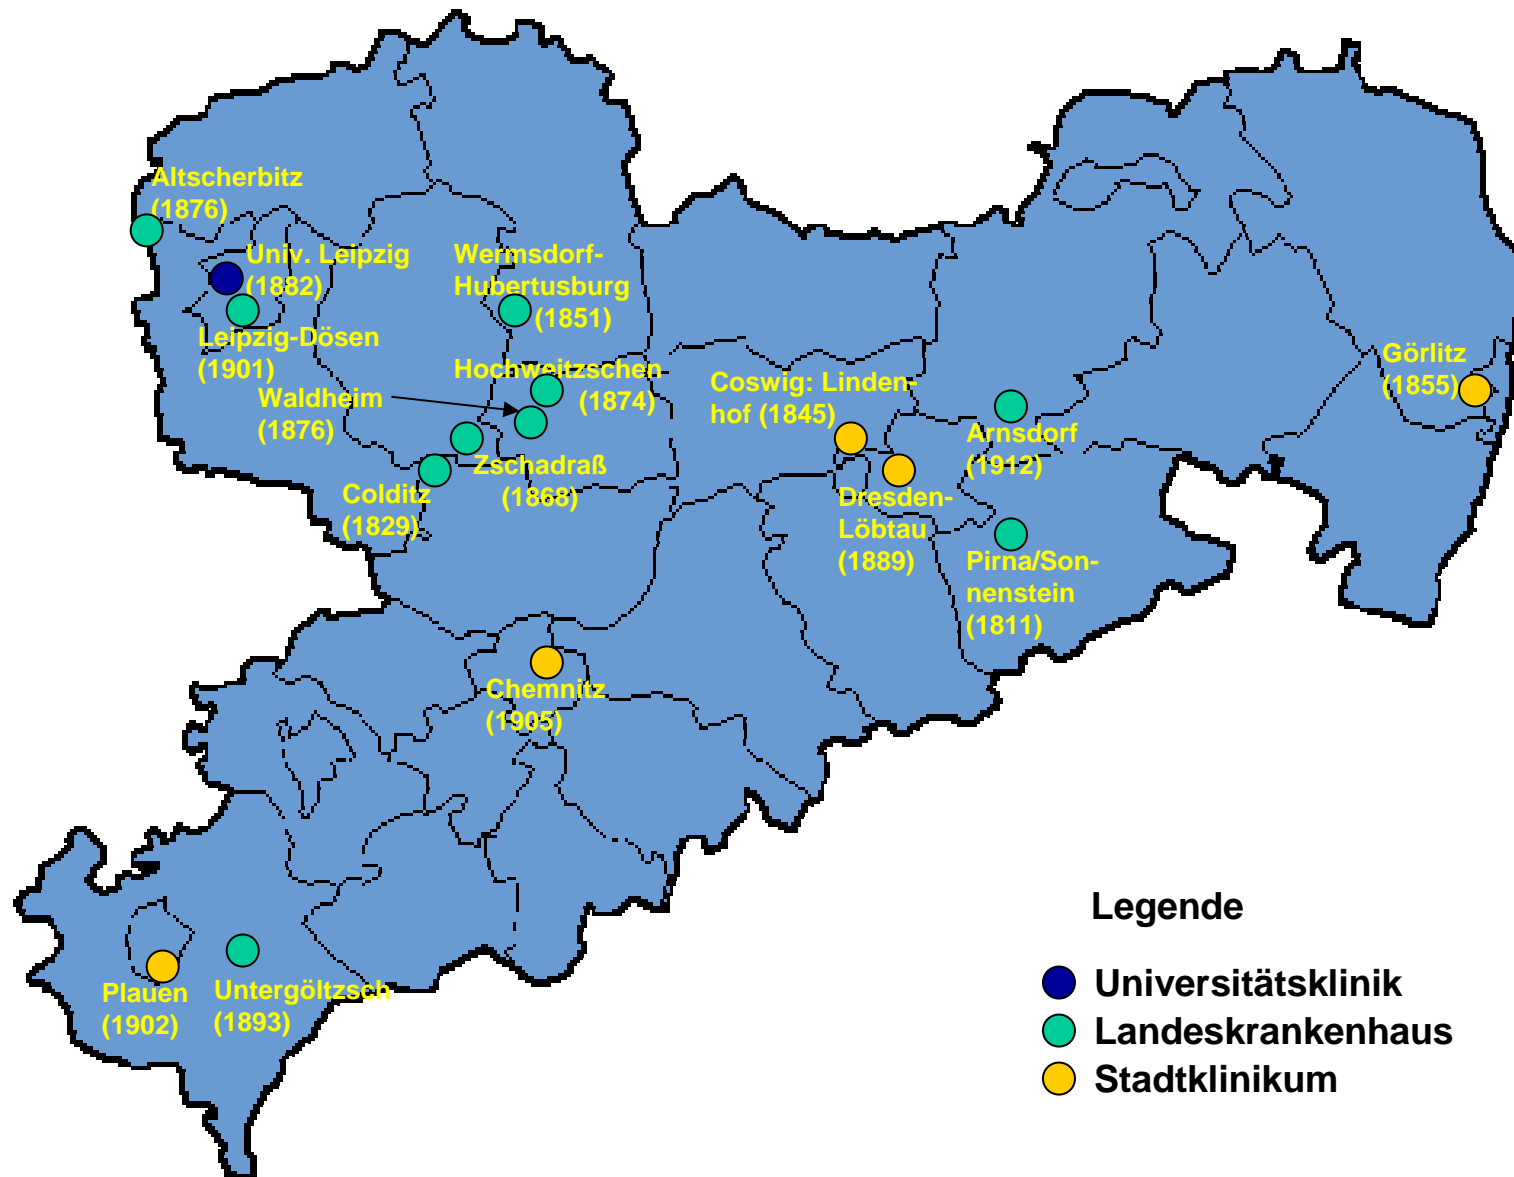 Altscherbitz
(1876)
Univ. Leipzig
(1882)
Leipzig-Dösen
(1901)
Wermsdorf-
Hubertusburg
(1851)
Hochweitzschen
(1874)
Waldheim
(1876)
Zschadraß
(1868)
Colditz
(1829)
Coswig: Linden-
hof (1845)
Dresden-
Löbtau
(1889)
Arnsdorf
(1912)
Pirna/Son-
nenstein
(1811)
Görlitz
(1855)
Chemnitz
(1905)
Plauen
(1902)
Untergöltzsch
(1893)
Legende
Universitätsklinik
Landeskrankenhaus
Stadtklinikum